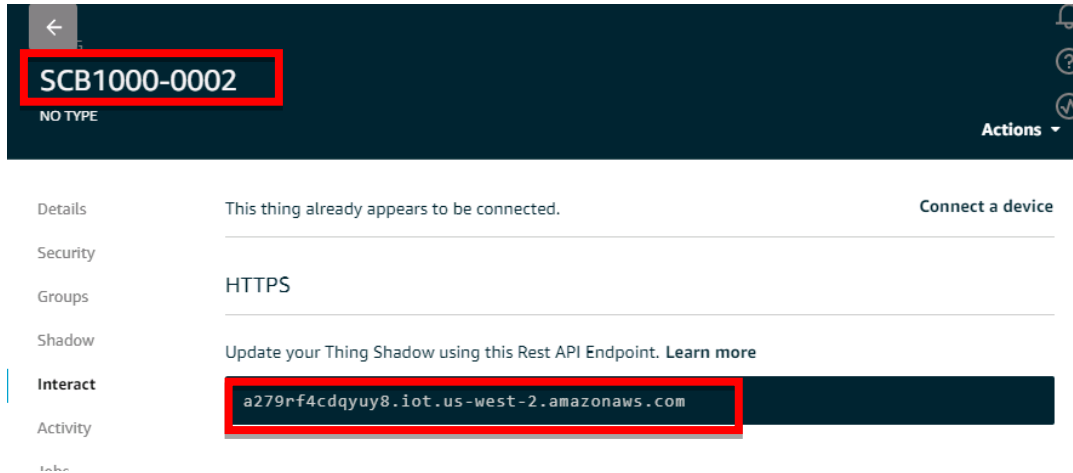 SCB1000-0002
NO TYPE
Actions
Details
This thing already appears to be connected.
Connect a device
Security
HTTPS
Groups
Shadow
Update your Thing Shadow using this Rest API Endpoint. Learn more
Interact
a279rf4cdqyuy8.iot.us-west-2.amazonaws.com
Activity
Jobs